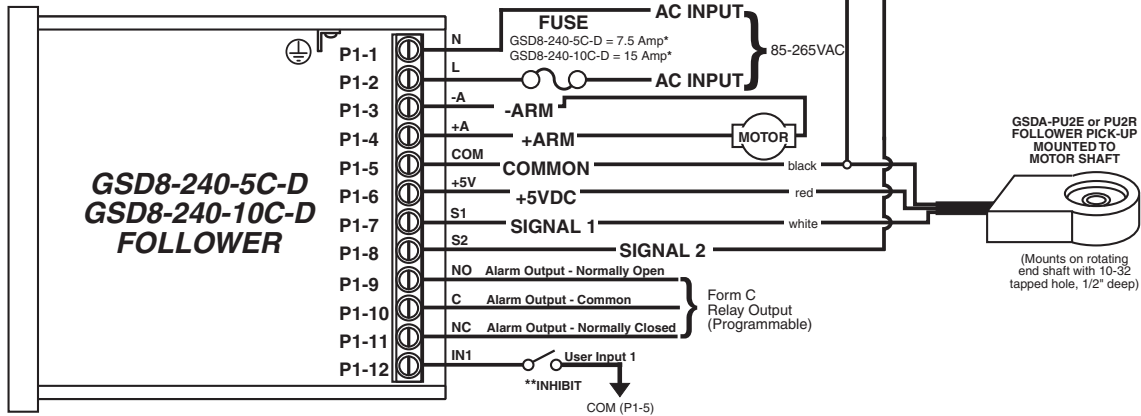 GSD8-240-5C-D
GSD8-240-10C-D
FOLLOWER
P1-1
P1-2
P1-3
P1-4
P1-5
P1-6
P1-7
P1-8
P1-9
P1-10
P1-11
P1-12
N
L
-A
+A
COM
+5V
S1
S2
NO
C
NC
IN1
AC INPUT
FUSE
GSD8-240-5C-D = 7.5 Amp*
GSD8-240-10C-D = 15 Amp*
AC INPUT
85-265VAC
-ARM
+ARM
MOTOR
COMMON
black
+5VDC
red
SIGNAL 1
white
SIGNAL 2
Alarm Output - Normally Open
Alarm Output - Common
Alarm Output - Normally Closed
Form C
Relay Output
(Programmable)
User Input 1
**INHIBIT
COM (P1-5)
GSDA-PU2E or PU2R
FOLLOWER PICK-UP
MOUNTED TO
MOTOR SHAFT
(Mounts on rotating
end shaft with 10-32
tapped hole, 1/2" deep)